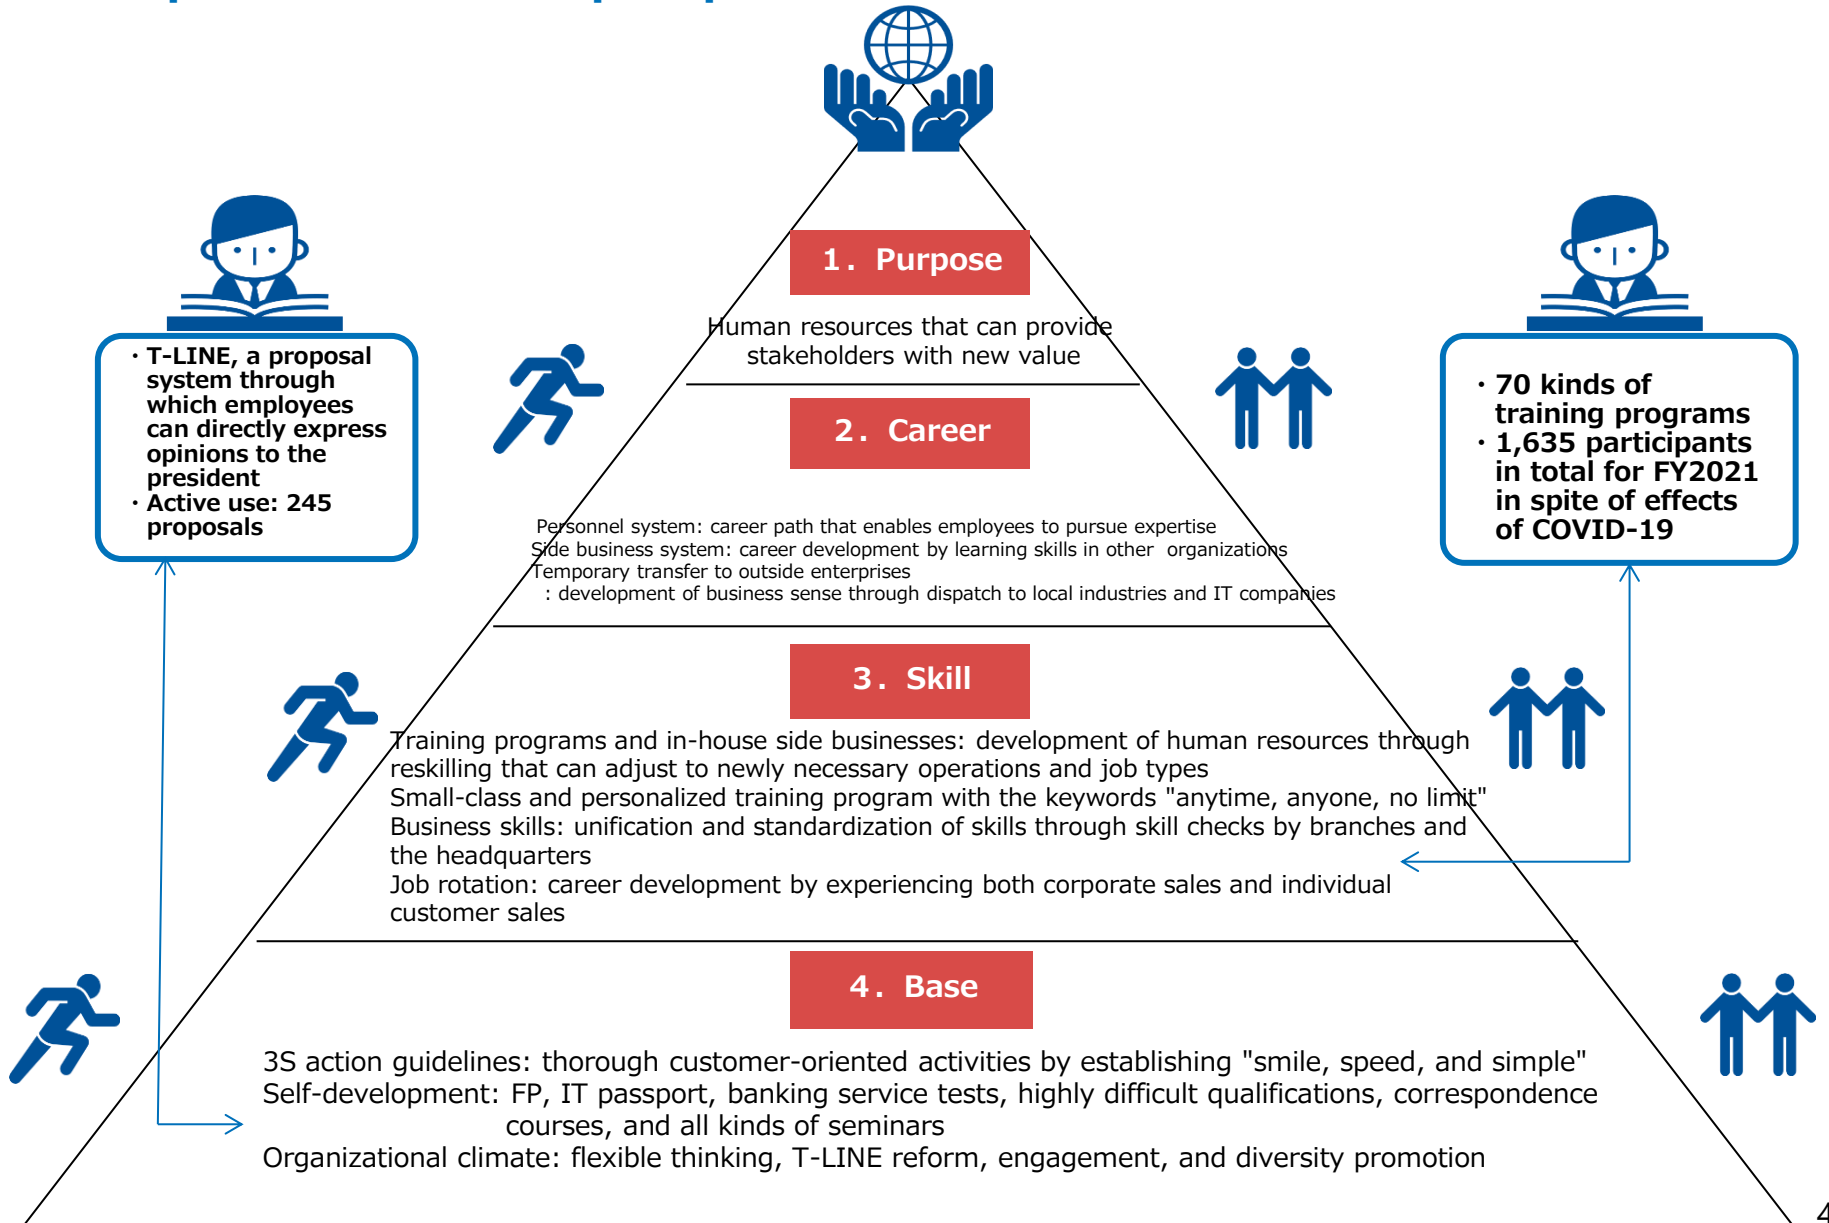 1. Purpose
Human resources that can provide
stakeholders with new value
・T-LINE, a proposal
system through
which employees
can directly express
opinions to the
president
・Active use: 245
proposals
・70 kinds of
training programs
・1,635 participants
in total for FY2021
in spite of effects
of COVID-19
2. Career
Personnel system: career path that enables employees to pursue expertise
Side business system: career development by learning skills in other organizations
Temporary transfer to outside enterprises
: development of business sense through dispatch to local industries and IT companies
3. Skill
Training programs and in-house side businesses: development of human resources through
reskilling that can adjust to newly necessary operations and job types
Small-class and personalized training program with the keywords "anytime, anyone, no limit"
Business skills: unification and standardization of skills through skill checks by branches and
the headquarters
Job rotation: career development by experiencing both corporate sales and individual
customer sales
4. Base
3S action guidelines: thorough customer-oriented activities by establishing "smile, speed, and simple"
Self-development: FP, IT passport, banking service tests, highly difficult qualifications, correspondence
courses, and all kinds of seminars
Organizational climate: flexible thinking, T-LINE reform, engagement, and diversity promotion